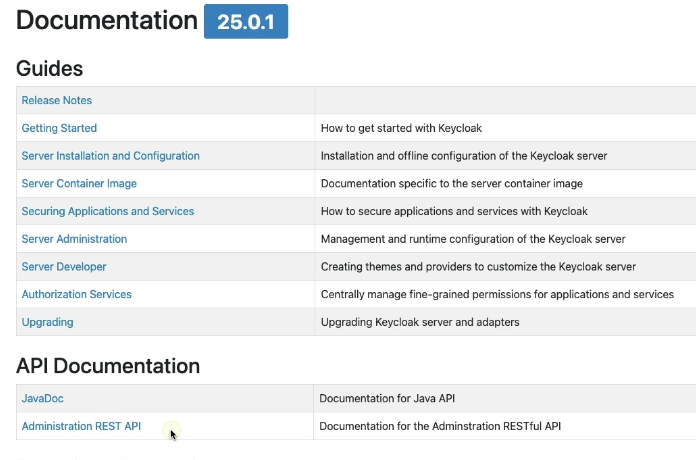 Documentation 25.0.1
Guides
Release Notes
Getting Started How to get started with Keycloak
Server Installation and Configuration Installation and offline configuration of the Keycloak server
Server Container Image Documentation specific to the server container image
Securing Applications and Services How to secure applications and services with Keycloak
Server Administration Management and runtime configuration of the Keycloak server
Server Developer Creating themes and providers to customize the Keycloak server
Authorization Services Centrally manage fine-grained permissions for applications and services
Upgrading Upgrading Keycloak server and adapters
API Documentation
JavaDoc Documentation for Java API
Administration REST API Documentation for the Adminstration RESTful API